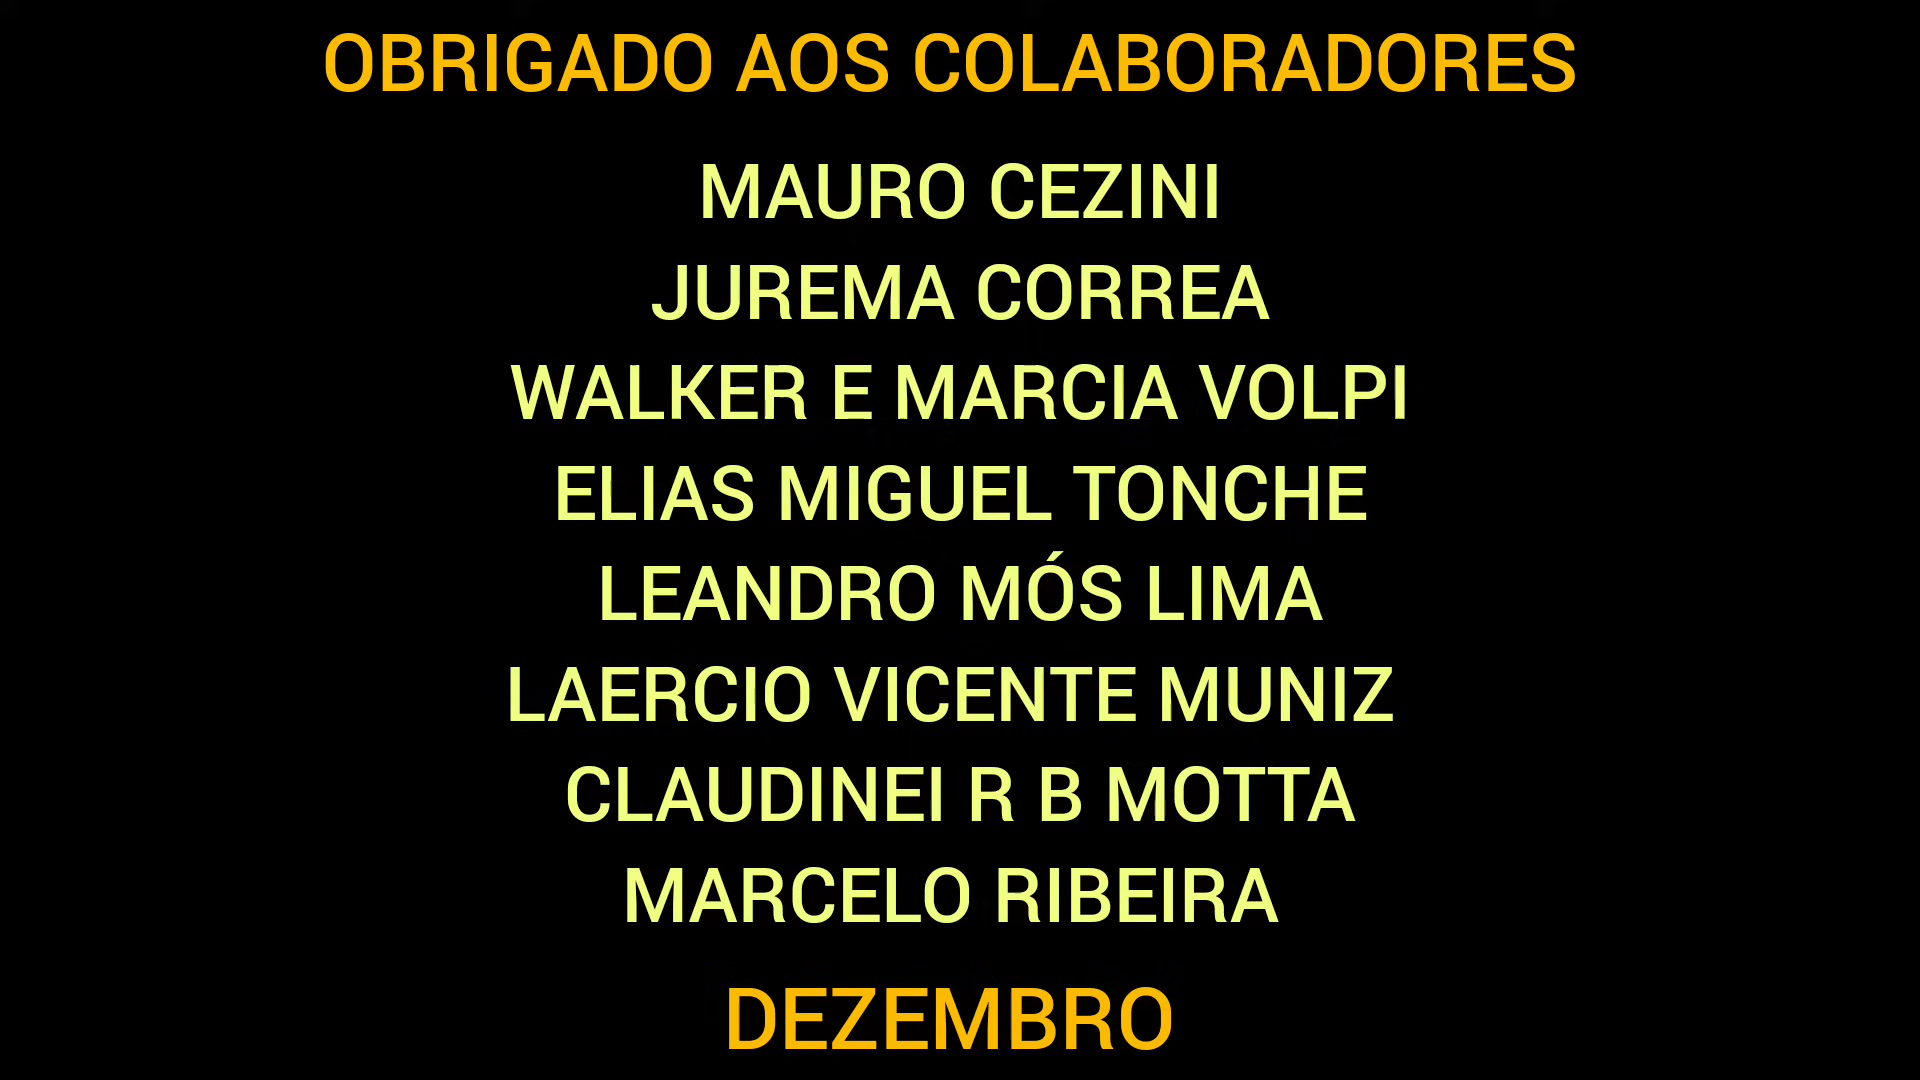 OBRIGADO AOS COLABORADORES
MAURO CEZINI
JUREMA CORREA
WALKER E MARCIA VOLPI
ELIAS MIGUEL TONCHE
LEANDRO MÓS LIMA
LAERCIO VICENTE MUNIZ
CLAUDINEI R B MOTTA
MARCELO RIBEIRA
DEZEMBRO